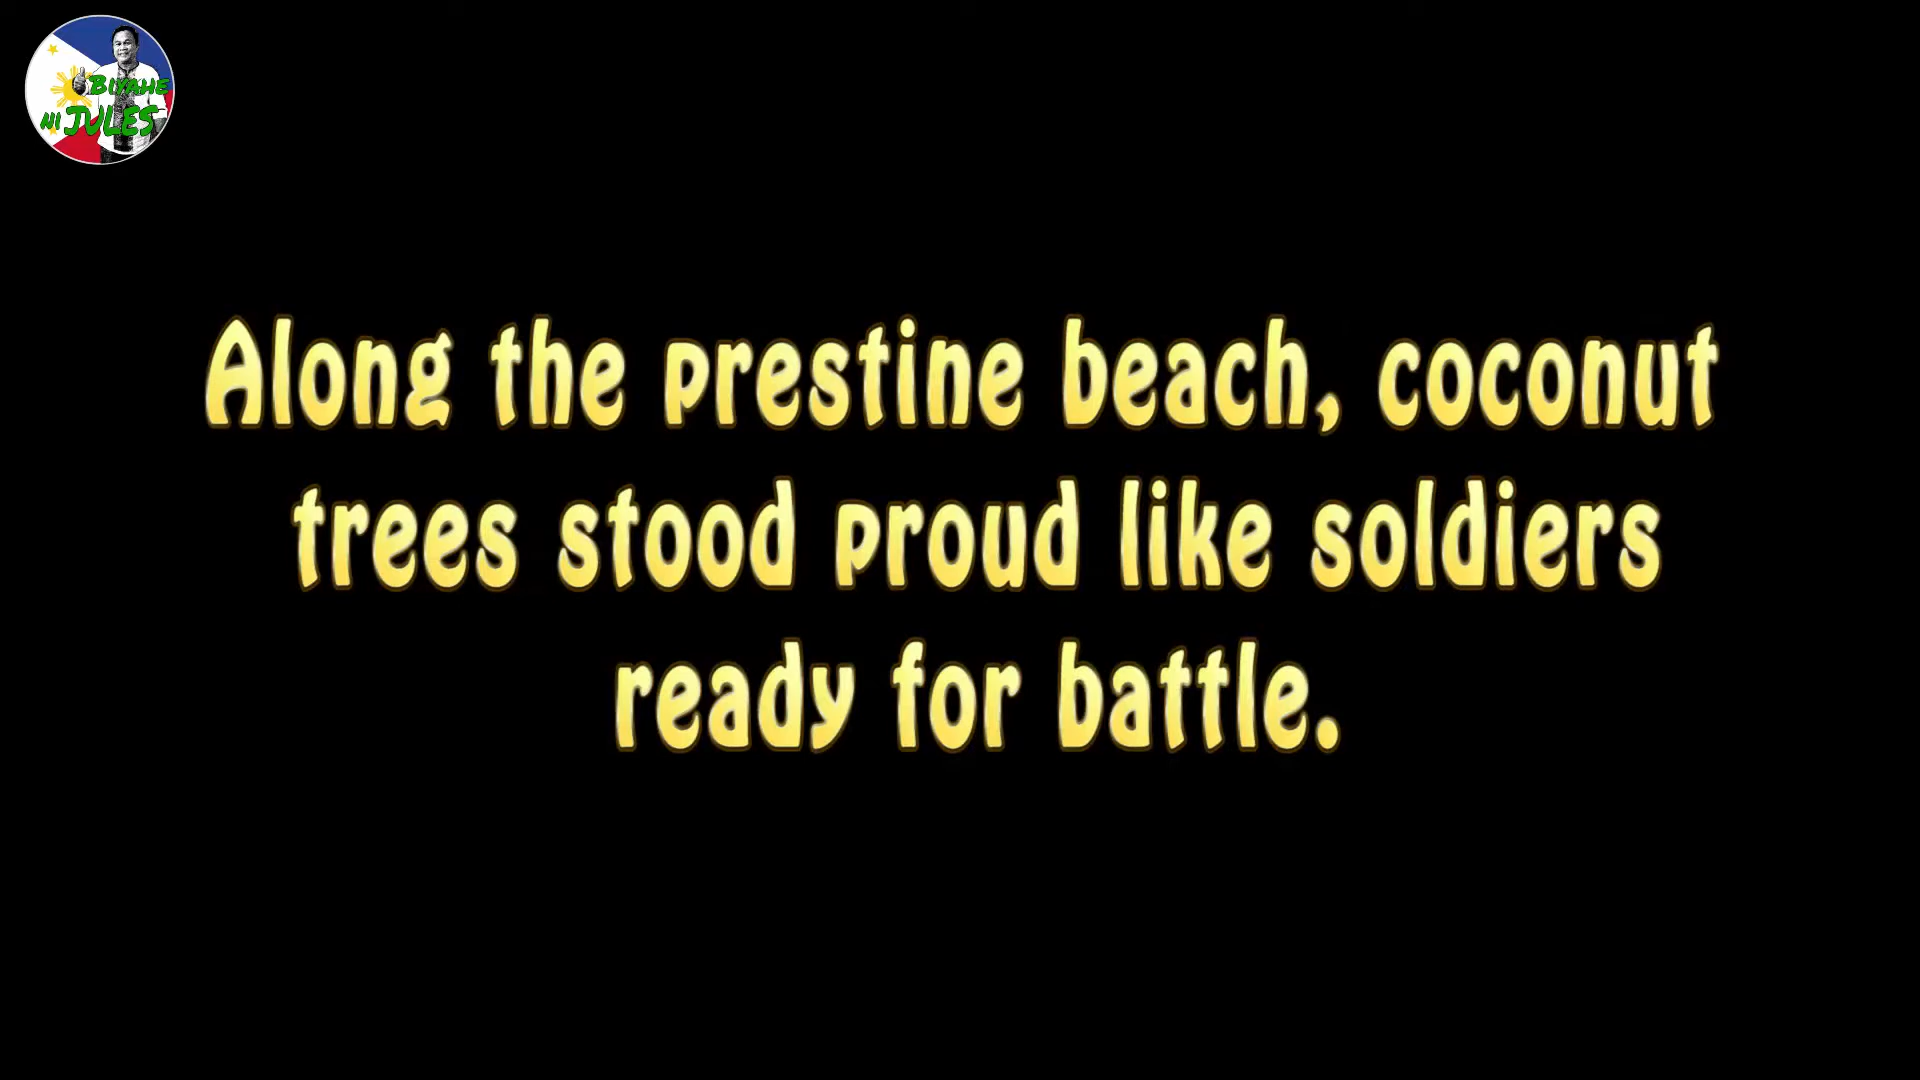 Biyahe
ni JULES
Along the prestine beach, coconut
trees stood proud like soldiers
ready for battle.